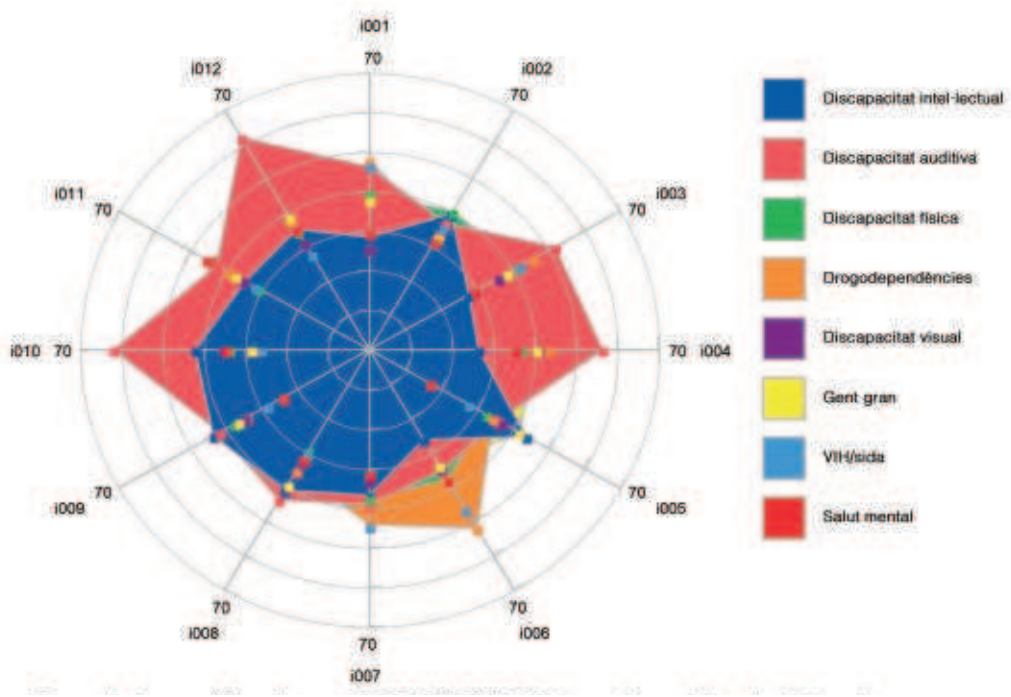 i001
70
i002
70
i003
70
70 i004
70
i005
70
i006
70
i007
70
i008
70
i009
i010 70
i011
70
i012
70
Discapacitat intel·lectual
Discapacitat auditiva
Discapacitat física
Drogodependències
Discapacitat visual
Gent gran
VIH/sida
Salut mental